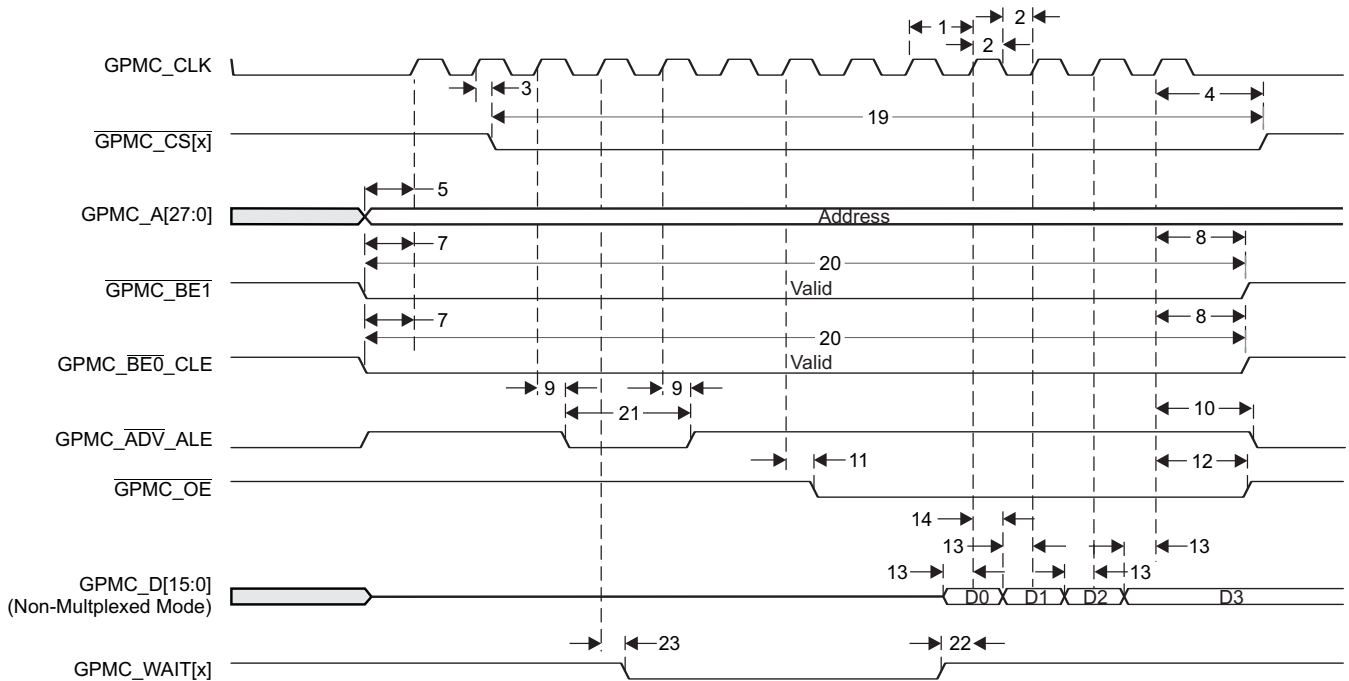 1
2
2
GPMC_CLK
3
4
19
GPMC_CS[x]
5
GPMC_A[27:0]
Address
7
8
20
GPMC_BE1
Valid
7
8
20
GPMC_BE0_CLE
Valid
9
9
21
10
GPMC_ADV_ALE
11
12
GPMC_OE
14
13
13
13
13
GPMC_D[15:0]
(Non-Multplexed Mode)
D0
D1
D2
D3
23
22
GPMC_WAIT[x]